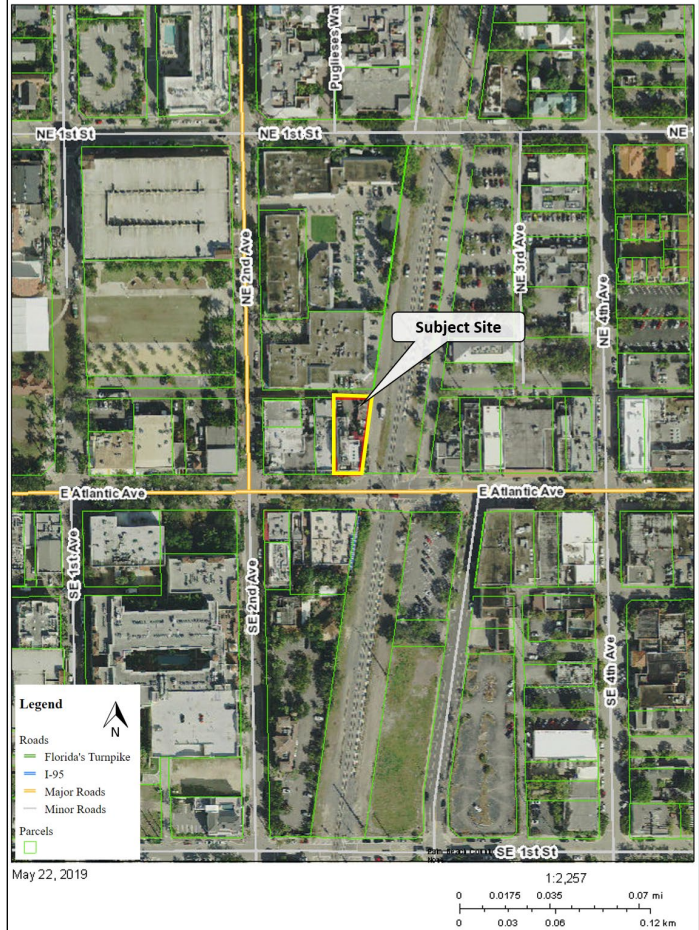 Puglieses Way
NE 1st St
NE 1st St
NE
NE 2nd Ave
NE 3rd Ave
NE 4th Ave
Subject Site
E Atlantic Ave
E Atlantic Ave
SE 1st Ave
SE 2nd Ave
SE 4th Ave
Legend
N
Roads
Florida's Turnpike
I-95
Major Roads
Minor Roads
Parcels
SE 1st St
May 22, 2019
1:2,257
0 0.0175 0.035 0.07 mi
0 0.03 0.06 0.12 km